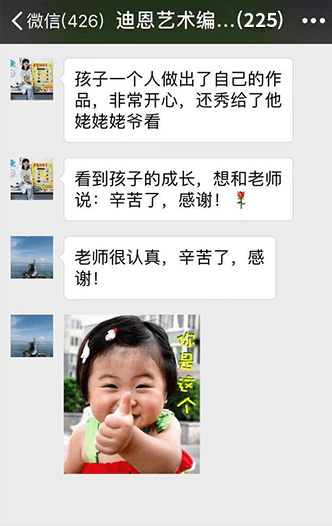 微信(426)
迪恩艺术编...(225)
孩子一个人做出了自己的作
品，非常开心，还秀给了他
姥姥姥爷看
看到孩子的成长，想和老师
说：辛苦了，感谢！🌹
老师很认真，辛苦了，感
谢！
你是这个